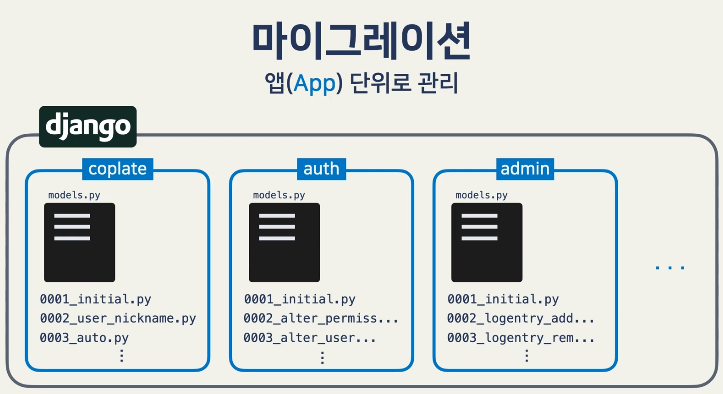 마이그레이션
앱(App) 단위로 관리
django
coplate
models.py
0001_initial.py
0002_user_nickname.py
0003_auto.py
⋮
auth
models.py
0001_initial.py
0002_alter_permiss...
0003_alter_user...
⋮
admin
models.py
0001_initial.py
0002_logentry_add...
0003_logentry_rem...
⋮
...